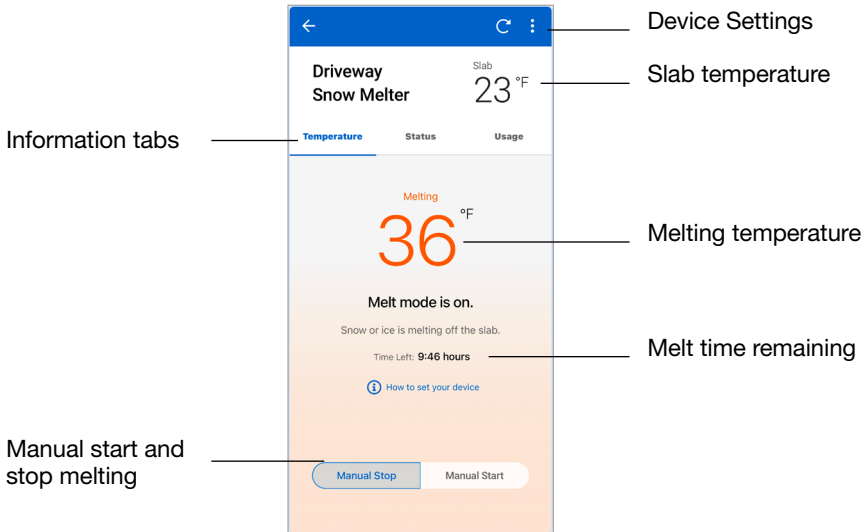 Device Settings
Driveway
Snow Melter
Slab
23 °F
Slab temperature
Information tabs
Temperature Status Usage
Melting
36 °F
Melting temperature
Melt mode is on.
Snow or ice is melting off the slab.
Time Left: 9:46 hours
Melt time remaining
How to set your device
Manual start and
stop melting
Manual Stop Manual Start